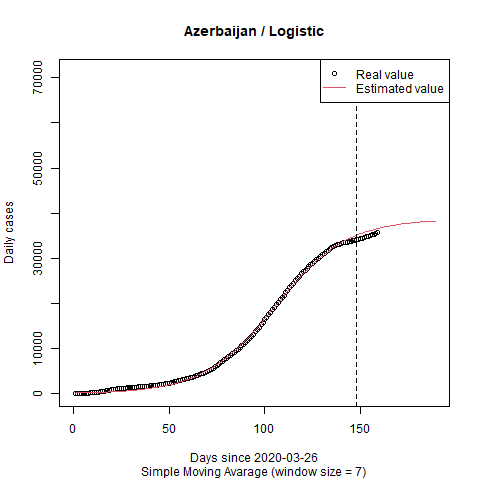 Azerbaijan / Logistic
Real value
Estimated value
Daily cases
70000
50000
30000
10000
0
0
50
100
150
Days since 2020-03-26
Simple Moving Avarage (window size = 7)